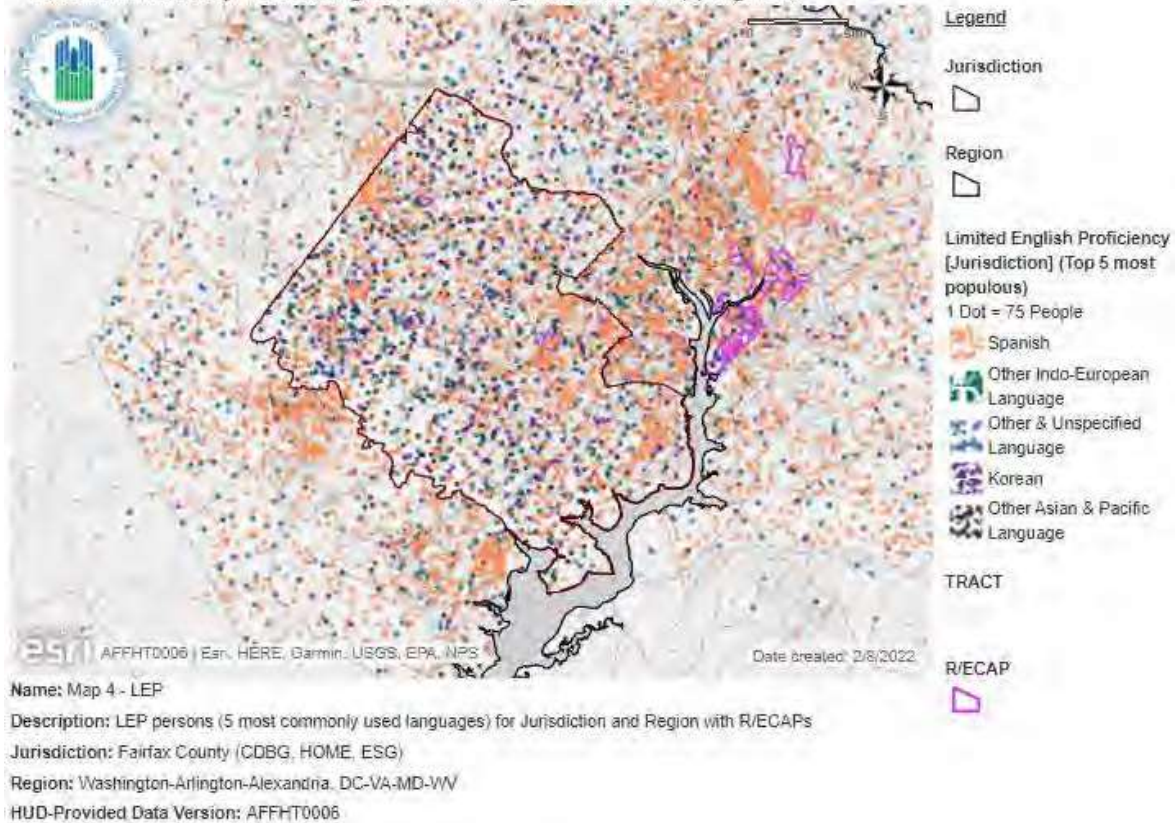 Legend
Jurisdiction
Region
Limited English Proficiency
[Jurisdiction] (Top 5 most
populous)
1 Dot = 75 People
Spanish
Other Indo-European
Language
Other & Unspecified
Language
Korean
Other Asian & Pacific
Language
TRACT
R/ECAP
esri AFFHT0006 | Esri, HERE, Garmin, USGS, EPA, NPS
Date created: 2/8/2022
Name: Map 4 - LEP
Description: LEP persons (5 most commonly used languages) for Jurisdiction and Region with R/ECAPs
Jurisdiction: Fairfax County (CDBG, HOME, ESG)
Region: Washington-Arlington-Alexandria, DC-VA-MD-WV
HUD-Provided Data Version: AFFHT0006